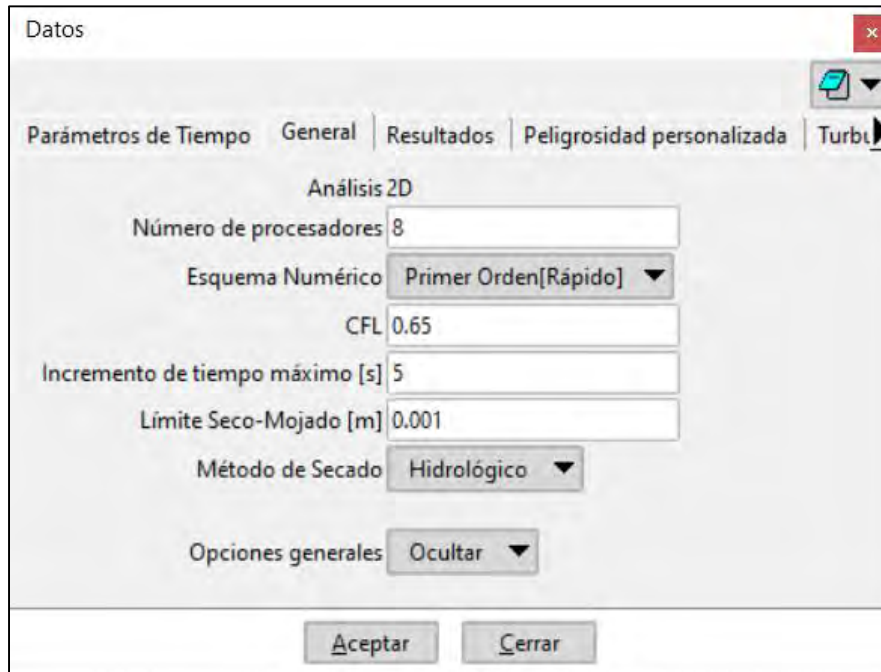 Datos
Parámetros de Tiempo General Resultados Peligrosidad personalizada Turbu
Análisis 2D
Número de procesadores 8
Esquema Numérico Primer Orden[Rápido]
CFL 0.65
Incremento de tiempo máximo [s] 5
Límite Seco-Mojado [m] 0.001
Método de Secado Hidrológico
Opciones generales Ocultar
Aceptar Cerrar